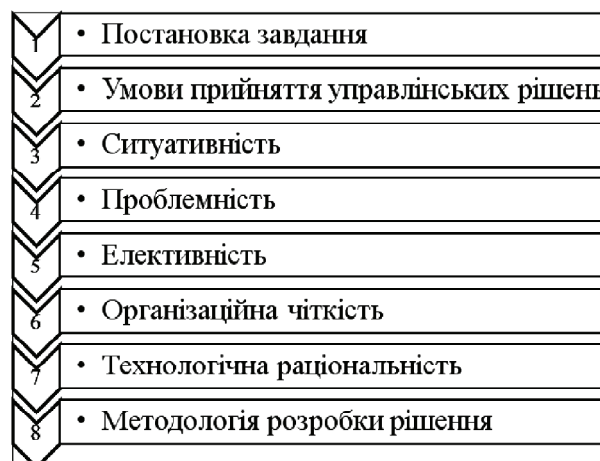 1 • Постановка завдання
2 • Умови прийняття управлінських рішень
3 • Ситуативність
4 • Проблемність
5 • Елективність
6 • Організаційна чіткість
7 • Технологічна раціональність
8 • Методологія розробки рішення